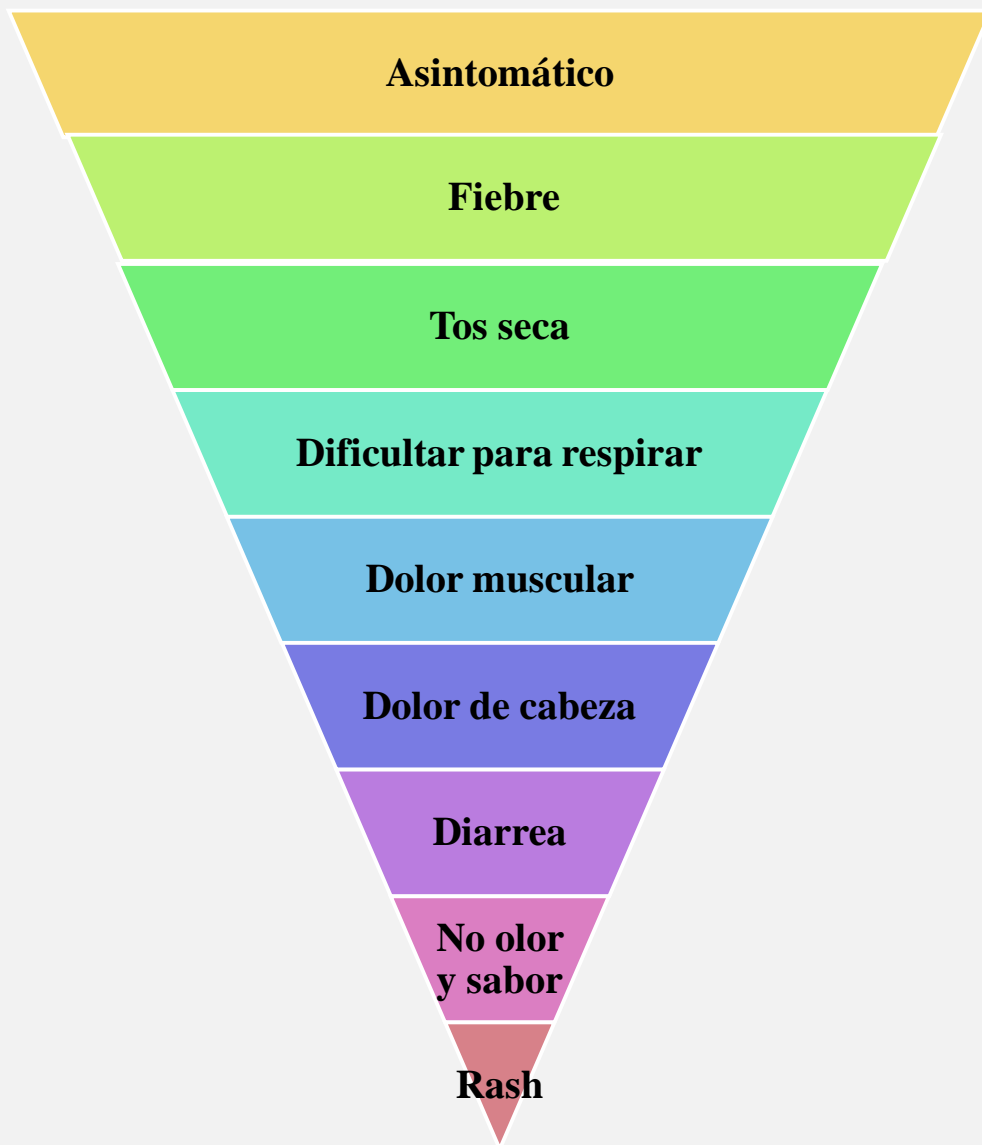 Asintomático
Fiebre
Tos seca
Dificultar para respirar
Dolor muscular
Dolor de cabeza
Diarrea
No olor
y sabor
Rash